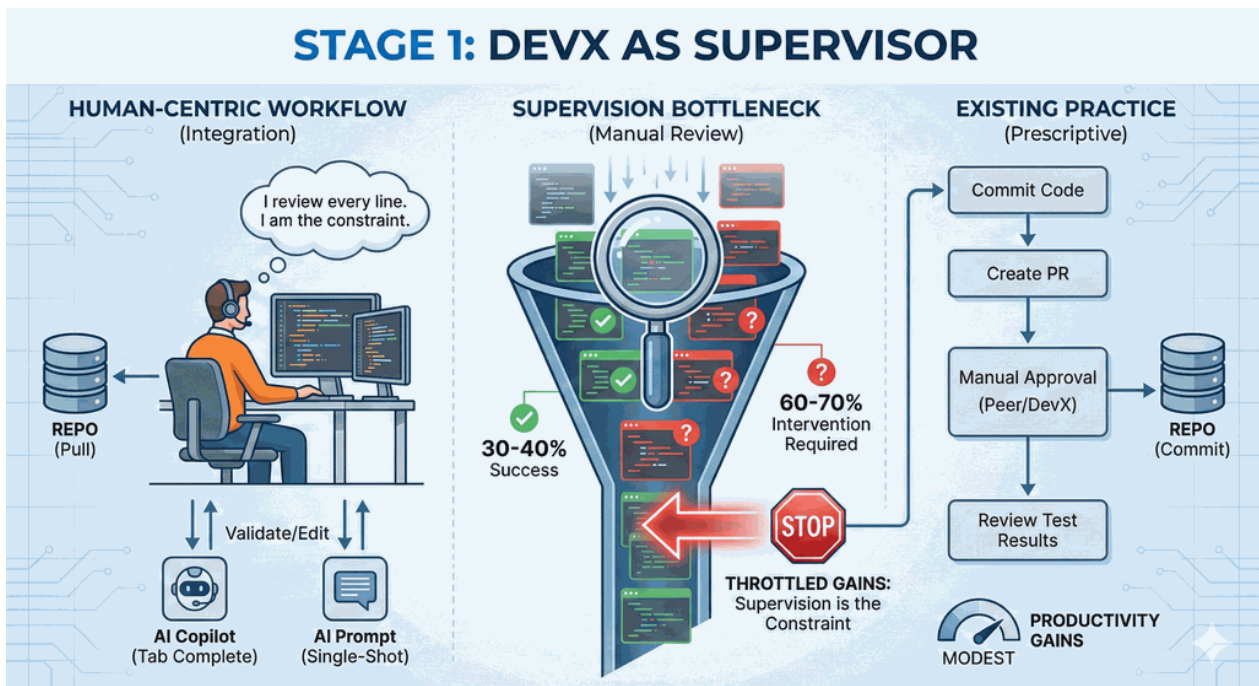 STAGE 1: DEVX AS SUPERVISOR
HUMAN-CENTRIC WORKFLOW
(Integration)
I review every line.
I am the constraint.
REPO
(Pull)
Validate/Edit
AI Copilot
(Tab Complete)
AI Prompt
(Single-Shot)
SUPERVISION BOTTLENECK
(Manual Review)
?
?
?
?
30-40%
Success
60-70%
Intervention
Required
STOP
THROTTLED GAINS:
Supervision is the
Constraint
EXISTING PRACTICE
(Prescriptive)
Commit Code
Create PR
Manual Approval
(Peer/DevX)
REPO
(Commit)
Review Test
Results
MODEST
PRODUCTIVITY
GAINS